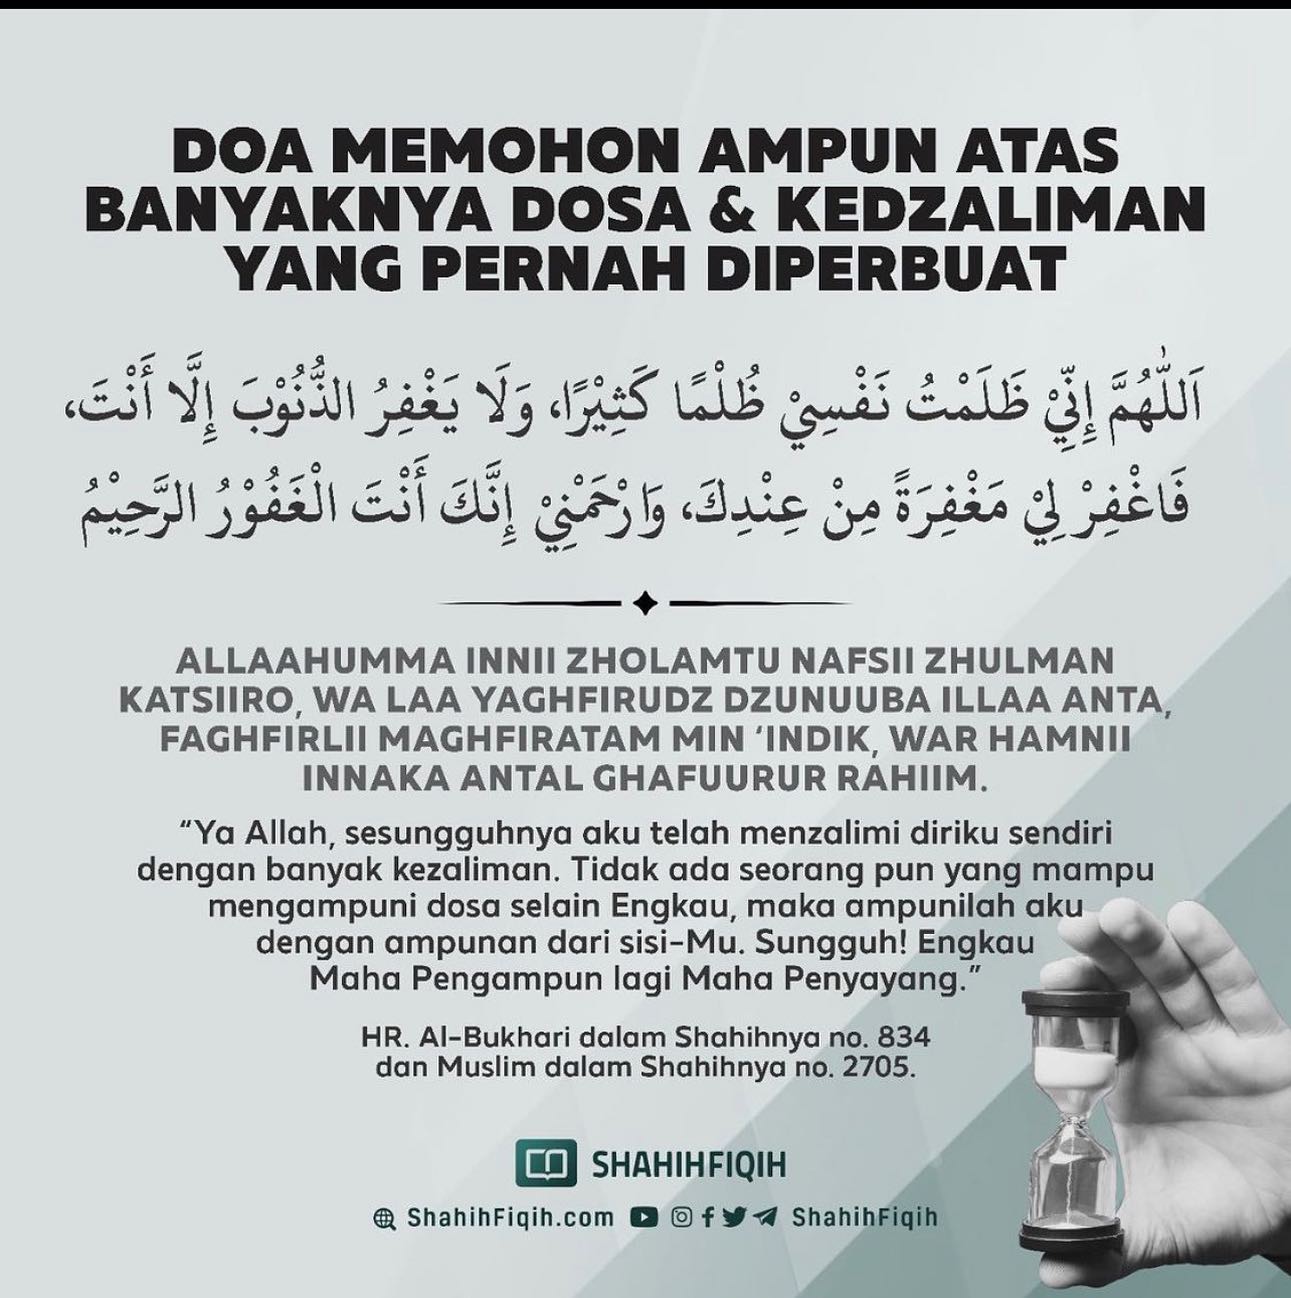 DOA MEMOHON AMPUN ATAS
BANYAKNYA DOSA & KEDZALIMAN
YANG PERNAH DIPERBUAT
اَللّٰهُمَّ إِنِّيْ ظَلَمْتُ نَفْسِيْ ظُلْمًا كَثِيْرًا، وَلَا يَغْفِرُ الذُّنُوْبَ إِلَّا أَنْتَ،
فَاغْفِرْ لِيْ مَغْفِرَةً مِنْ عِنْدِكَ، وَارْحَمْنِيْ إِنَّكَ أَنْتَ الْغَفُوْرُ الرَّحِيْمُ
ALLAAHUMMA INNII ZHOLAMTU NAFSII ZHULMAN
KATSIIRO, WA LAA YAGHFIRUDZ DZUNUUBA ILLAA ANTA,
FAGHFIRLII MAGHFIRATAM MIN ‘INDIK, WAR HAMNII
INNAKA ANTAL GHAFUURUR RAHIIM.
“Ya Allah, sesungguhnya aku telah menzalimi diriku sendiri
dengan banyak kezaliman. Tidak ada seorang pun yang mampu
mengampuni dosa selain Engkau, maka ampunilah aku
dengan ampunan dari sisi-Mu. Sungguh! Engkau
Maha Pengampun lagi Maha Penyayang.”
HR. Al-Bukhari dalam Shahihnya no. 834
dan Muslim dalam Shahihnya no. 2705.
SHAHIHFIQIH
ShahihFiqih.com ShahihFiqih